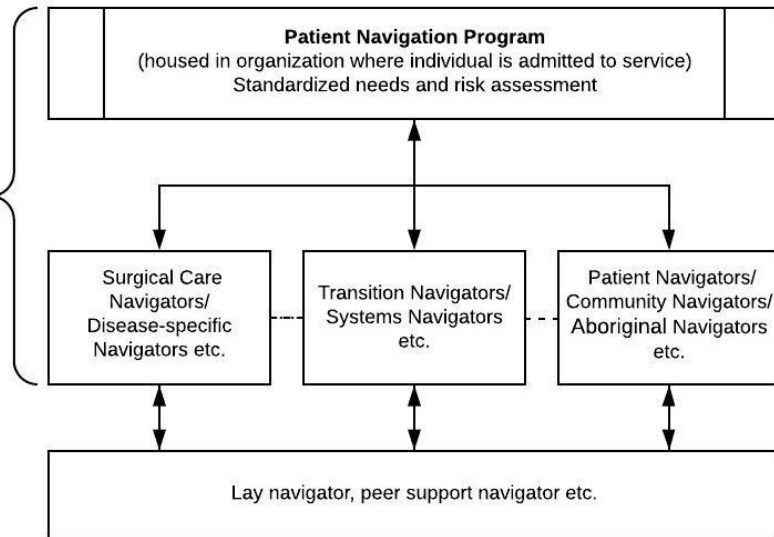 Patient Navigation Program
(housed in organization where individual is admitted to service)
Standardized needs and risk assessment
Surgical Care
Navigators/
Disease-specific
Navigators etc.
Transition Navigators/
Systems Navigators
etc.
Patient Navigators/
Community Navigators/
Aboriginal Navigators
etc.
Lay navigator, peer support navigator etc.